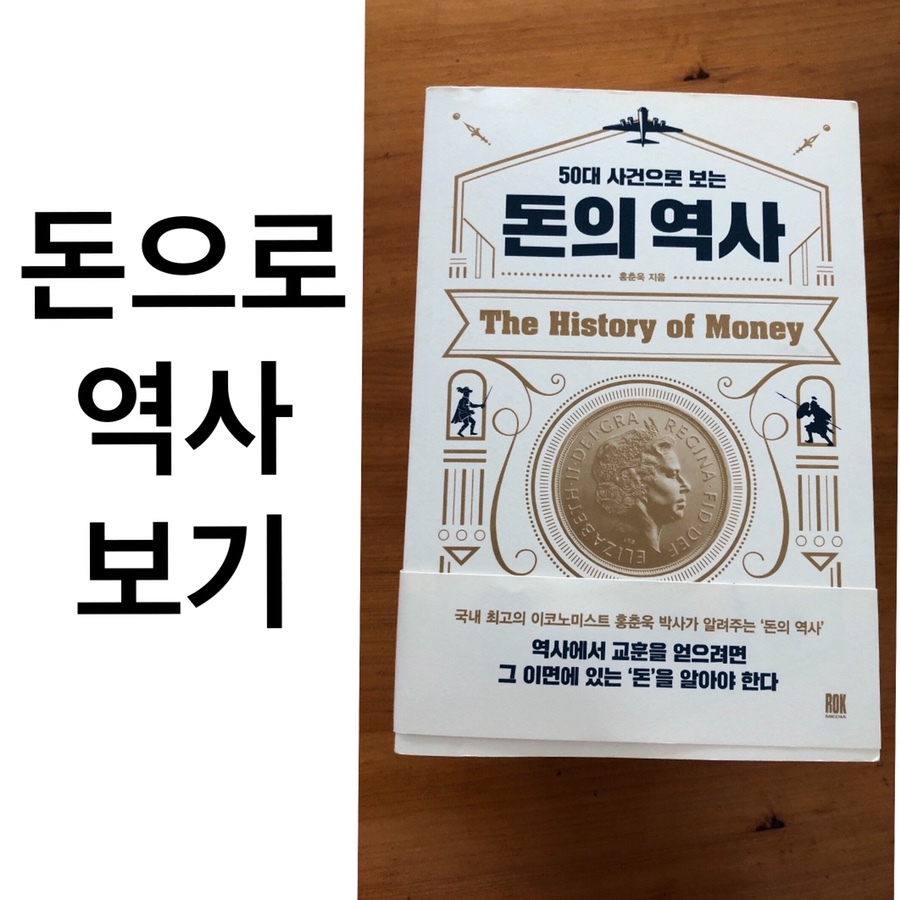 돈으로
역사
보기
50대 사건으로 보는
돈의 역사
홍춘욱 지음
The History of Money
ELIZABETH·II·DEI·GRA REGINA·FID·DEF
국내 최고의 이코노미스트 홍춘욱 박사가 알려주는 ‘돈의 역사’
역사에서 교훈을 얻으려면
그 이면에 있는 ‘돈’을 알아야 한다
ROK
MEDIA